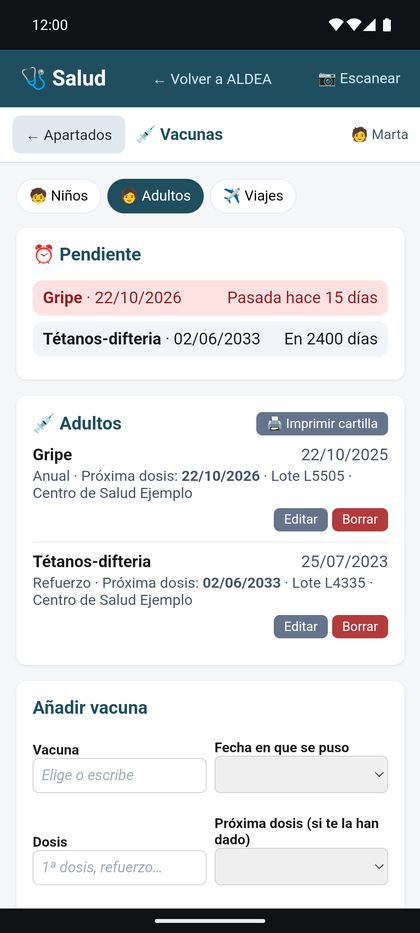 12:00
Salud
← Volver a ALDEA
Escanear
← Apartados
Vacunas
Marta
Niños
Adultos
Viajes
Pendiente
Gripe · 22/10/2026 Pasada hace 15 días
Tétanos-difteria · 02/06/2033 En 2400 días
Adultos
Imprimir cartilla
Gripe 22/10/2025
Anual · Próxima dosis: 22/10/2026 · Lote L5505 ·
Centro de Salud Ejemplo
Editar Borrar
Tétanos-difteria 25/07/2023
Refuerzo · Próxima dosis: 02/06/2033 · Lote L4335 ·
Centro de Salud Ejemplo
Editar Borrar
Añadir vacuna
Vacuna
Elige o escribe
Fecha en que se puso
Dosis
1ª dosis, refuerzo…
Próxima dosis (si te la han
dado)